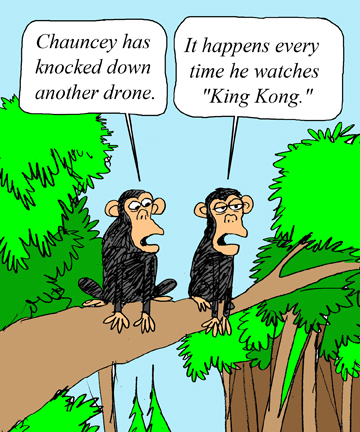 Chauncey has
knocked down
another drone.
It happens every
time he watches
"King Kong."